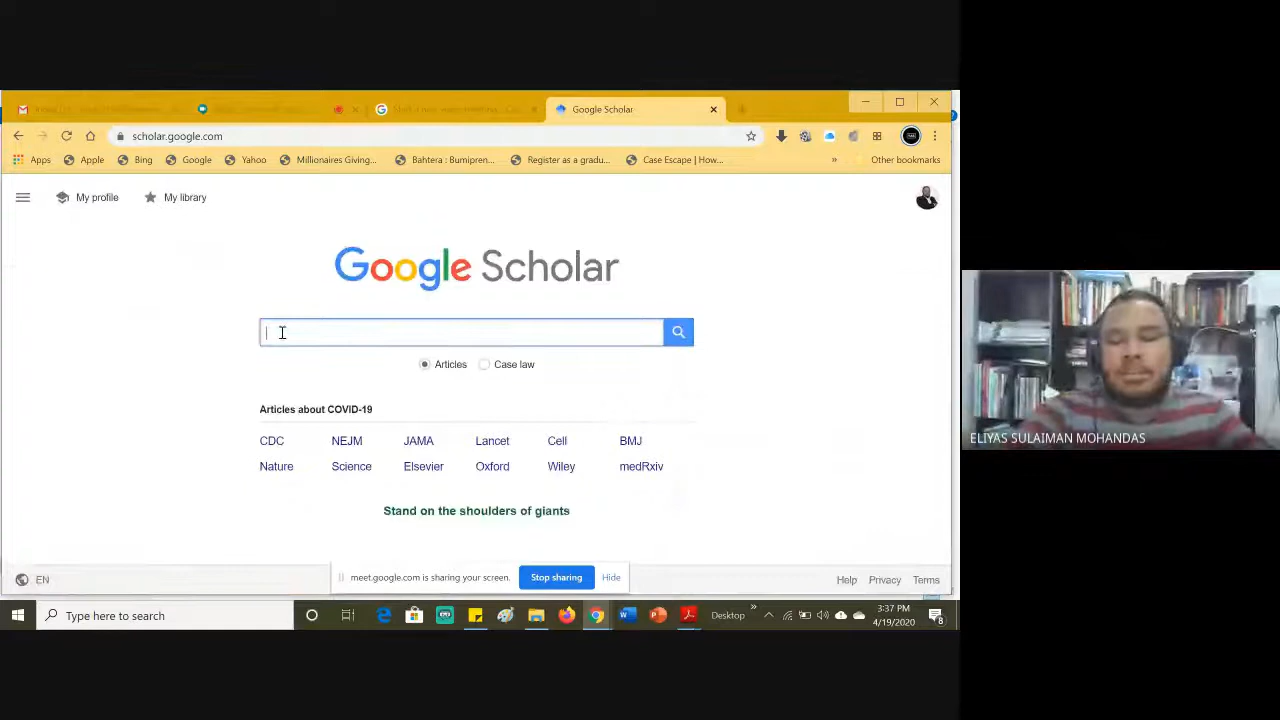 Google Scholar
scholar.google.com
Apps
Apple
Bing
Google
Yahoo
Millionaires Giving...
Bahtera : Bumipren...
Register as a gradu...
Case Escape | How...
»
Other bookmarks
My profile
My library
Google Scholar
Articles
Case law
Articles about COVID-19
CDC NEJM JAMA Lancet Cell BMJ
Nature Science Elsevier Oxford Wiley medRxiv
Stand on the shoulders of giants
ELIYAS SULAIMAN MOHANDAS
meet.google.com is sharing your screen.
Stop sharing
Hide
EN
Help Privacy Terms
Type here to search
Desktop
»
3:37 PM
4/19/2020
8